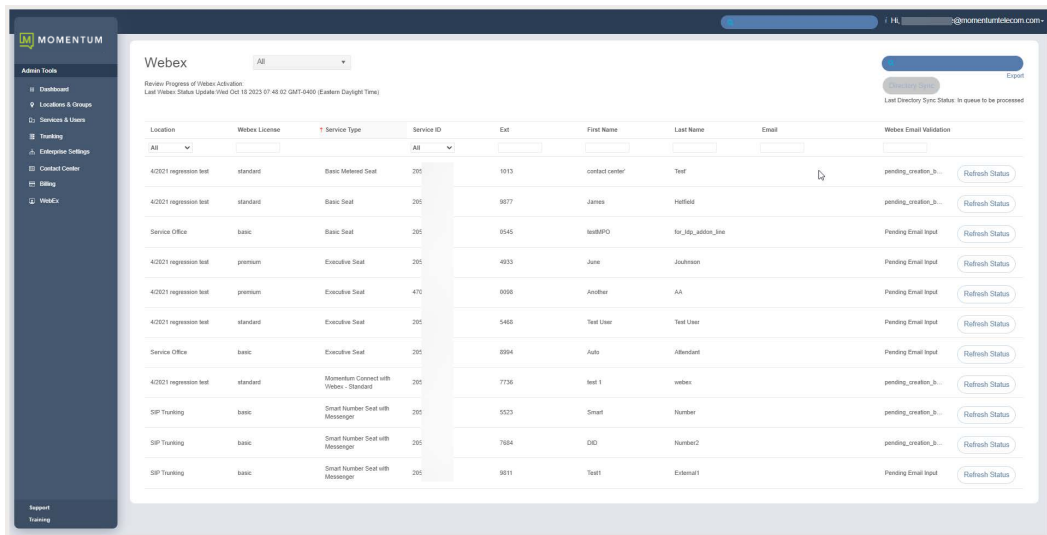 Hi, @momentumtelecom.com
MOMENTUM
Admin Tools
Dashboard
Locations & Groups
Services & Users
Trunking
Enterprise Settings
Contact Center
Billing
WebEx
Support
Training
Webex
All
Review Progress of Webex Activation
Last Webex Status Update:Wed Oct 18 2023 07:48:02 GMT-0400 (Eastern Daylight Time)
Export
Directory Sync
Last Directory Sync Status: In queue to be processed
Location Webex License Service Type Service ID Ext First Name Last Name Email Webex Email Validation
All All
4/2021 regression test standard Basic Metered Seat 205 1013 contact center' Test' pending_creation_b... Refresh Status
4/2021 regression test standard Basic Seat 205 9877 James Hetfield pending_creation_b... Refresh Status
Service Office basic Basic Seat 205 0545 testMPO for_ldp_addon_line Pending Email Input Refresh Status
4/2021 regression test premium Executive Seat 205 4933 June Jouhnson Pending Email Input Refresh Status
4/2021 regression test premium Executive Seat 470 0098 Another AA Pending Email Input Refresh Status
4/2021 regression test standard Executive Seat 205 5468 Test User Test User Pending Email Input Refresh Status
Service Office basic Executive Seat 205 8994 Auto Attendant Pending Email Input Refresh Status
4/2021 regression test standard Momentum Connect with Webex - Standard 205 7736 test 1 webex pending_creation_b... Refresh Status
SIP Trunking basic Smart Number Seat with Messenger 205 5523 Smart Number pending_creation_b... Refresh Status
SIP Trunking basic Smart Number Seat with Messenger 205 7684 DID Number2 pending_creation_b... Refresh Status
SIP Trunking basic Smart Number Seat with Messenger 205 9811 Test1 External1 Pending Email Input Refresh Status